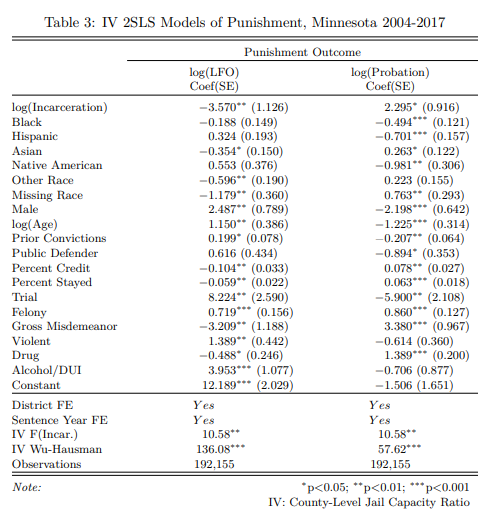 Table 3: IV 2SLS Models of Punishment, Minnesota 2004-2017
Punishment Outcome
log(LFO) log(Probation)
Coef(SE) Coef(SE)
log(Incarceration) −3.570** (1.126) 2.295* (0.916)
Black −0.188 (0.149) −0.494*** (0.121)
Hispanic 0.324 (0.193) −0.701*** (0.157)
Asian −0.354* (0.150) 0.263* (0.122)
Native American 0.553 (0.376) −0.981** (0.306)
Other Race −0.596** (0.190) 0.223 (0.155)
Missing Race −1.179** (0.360) 0.763** (0.293)
Male 2.487** (0.789) −2.198*** (0.642)
log(Age) 1.150** (0.386) −1.225*** (0.314)
Prior Convictions 0.199* (0.078) −0.207** (0.064)
Public Defender 0.616 (0.434) −0.894* (0.353)
Percent Credit −0.104** (0.033) 0.078** (0.027)
Percent Stayed −0.059** (0.022) 0.063*** (0.018)
Trial 8.224** (2.590) −5.900** (2.108)
Felony 0.719*** (0.156) 0.860*** (0.127)
Gross Misdemeanor −3.209** (1.188) 3.380*** (0.967)
Violent 1.389** (0.442) −0.614 (0.360)
Drug −0.488* (0.246) 1.389*** (0.200)
Alcohol/DUI 3.953*** (1.077) −0.706 (0.877)
Constant 12.189*** (2.029) −1.506 (1.651)
District FE Yes Yes
Sentence Year FE Yes Yes
IV F(Incar.) 10.58** 10.58**
IV Wu-Hausman 136.08*** 57.62***
Observations 192,155 192,155
Note: *p<0.05; **p<0.01; ***p<0.001
IV: County-Level Jail Capacity Ratio